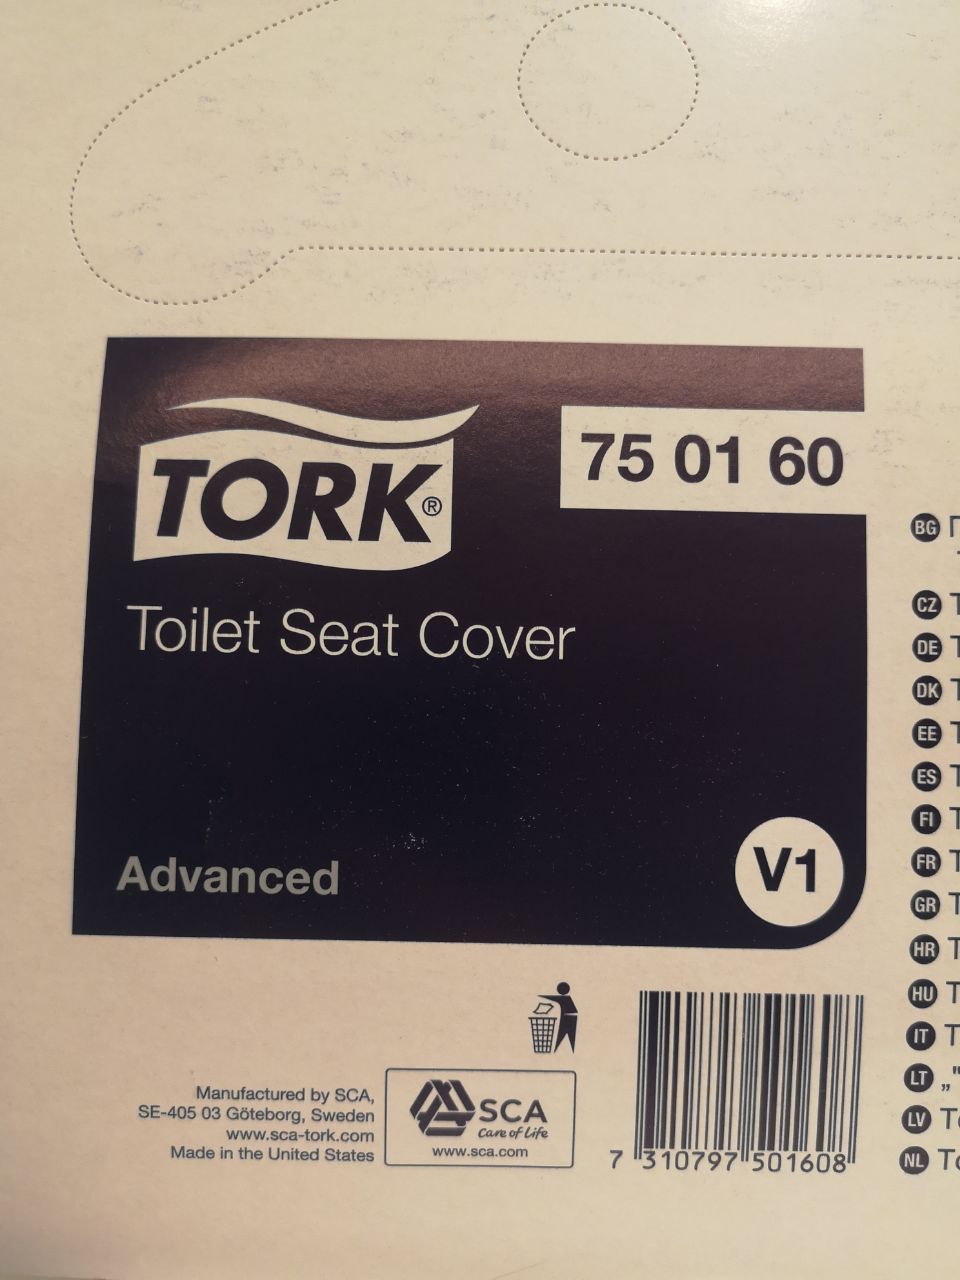 TORK®
75 01 60
Toilet Seat Cover
Advanced
V1
Manufactured by SCA,
SE-405 03 Göteborg, Sweden
www.sca-tork.com
Made in the United States
SCA
Care of Life
www.sca.com
7 310797 501608
BG
CZ
DE
DK
EE
ES
FI
FR
GR
HR
HU
IT
LT
LV
NL